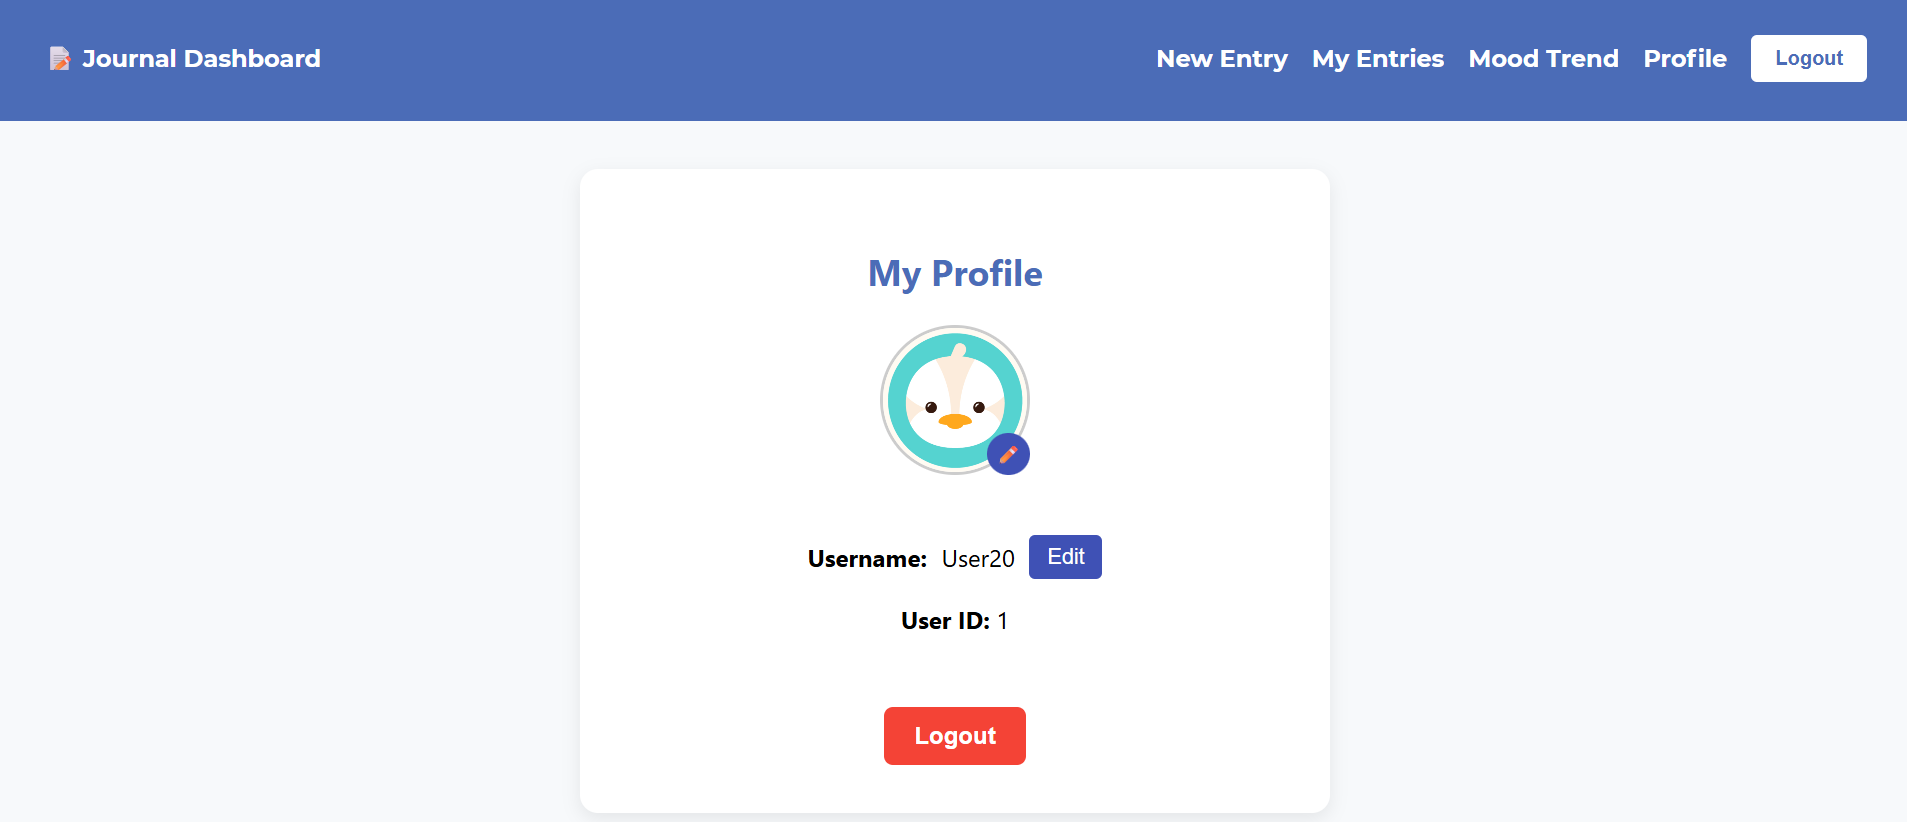 Journal Dashboard
New Entry My Entries Mood Trend Profile Logout
My Profile
Username: User20 Edit
User ID: 1
Logout